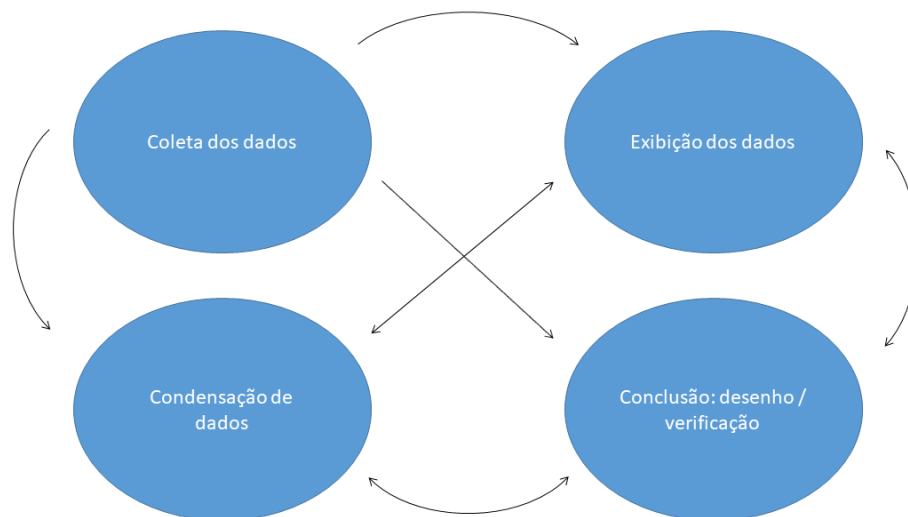 Coleta dos dados
Exibição dos dados
Condensação de
dados
Conclusão: desenho /
verificação